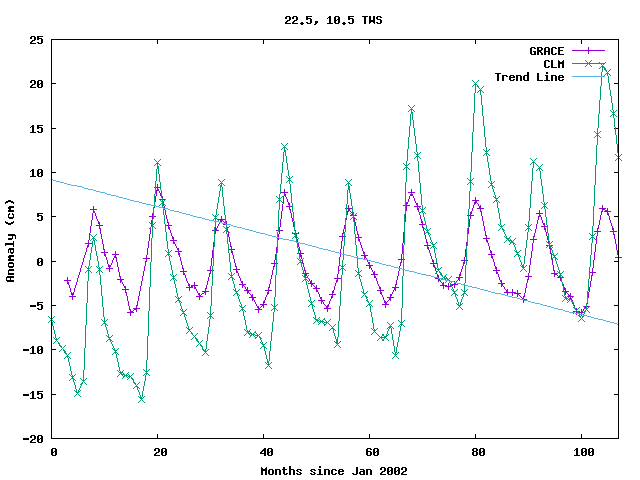 22.5, 10.5 TWS
GRACE
CLM
Trend Line
25
20
15
10
5
0
-5
-10
-15
-20
Anomaly (cm)
0 20 40 60 80 100
Months since Jan 2002